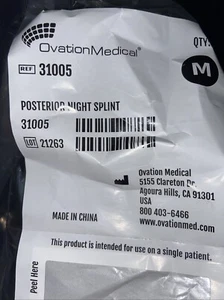 OvationMedical®
QTY:
REF 31005
M
POSTERIOR NIGHT SPLINT
31005
LOT 21263
Ovation Medical
5155 Clareton Dr.
Agoura Hills, CA 91301
USA
800 403-6466
www.ovationmed.com
MADE IN CHINA
This product is intended for use on a single patient.
Peel Here